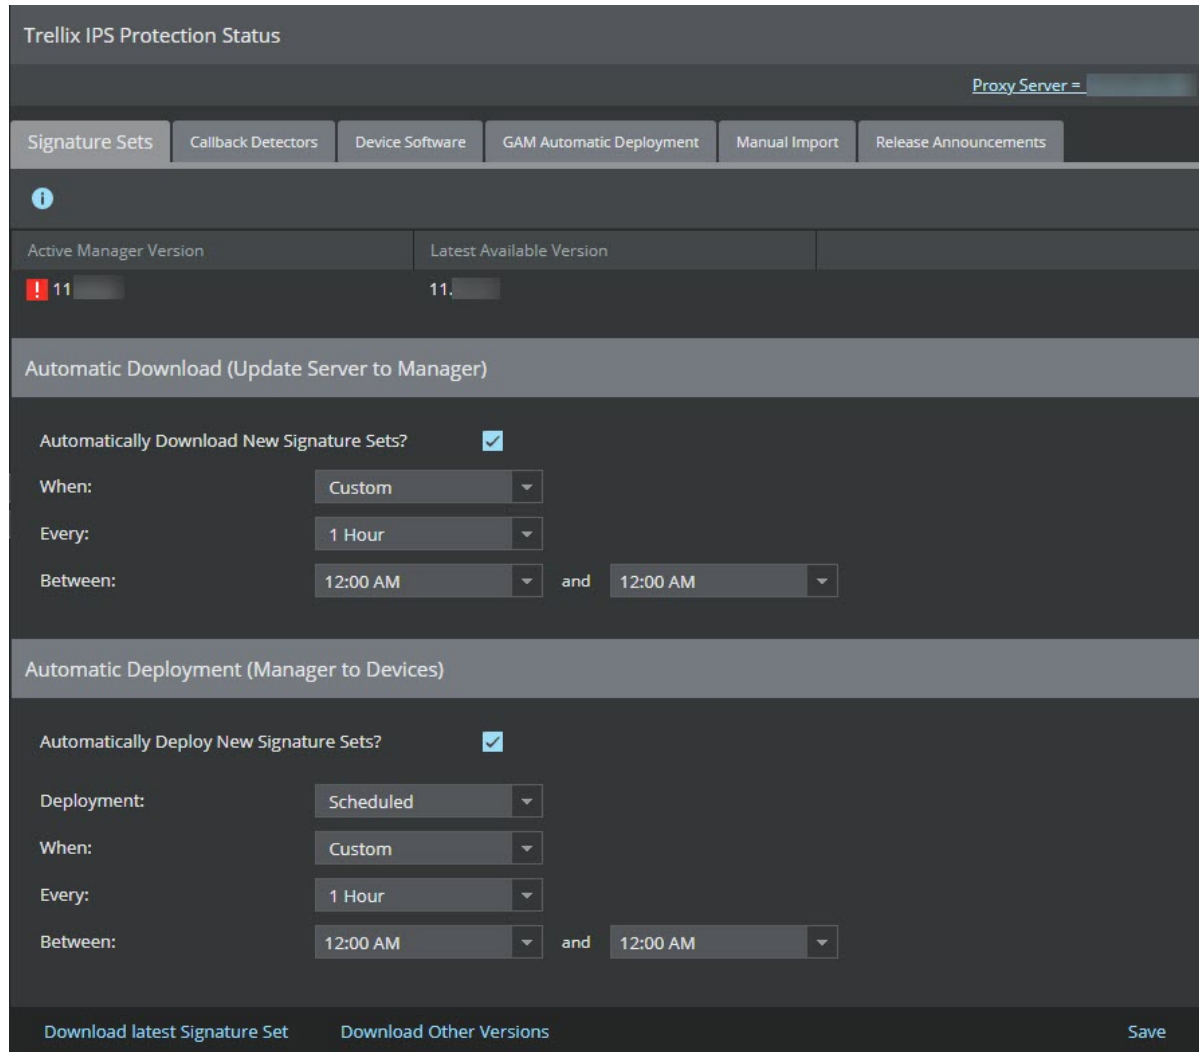 Trellix IPS Protection Status
Proxy Server =
Signature Sets Callback Detectors Device Software GAM Automatic Deployment Manual Import Release Announcements
Active Manager Version Latest Available Version
11 11.
Automatic Download (Update Server to Manager)
Automatically Download New Signature Sets?
When: Custom
Every: 1 Hour
Between: 12:00 AM and 12:00 AM
Automatic Deployment (Manager to Devices)
Automatically Deploy New Signature Sets?
Deployment: Scheduled
When: Custom
Every: 1 Hour
Between: 12:00 AM and 12:00 AM
Download latest Signature Set Download Other Versions Save